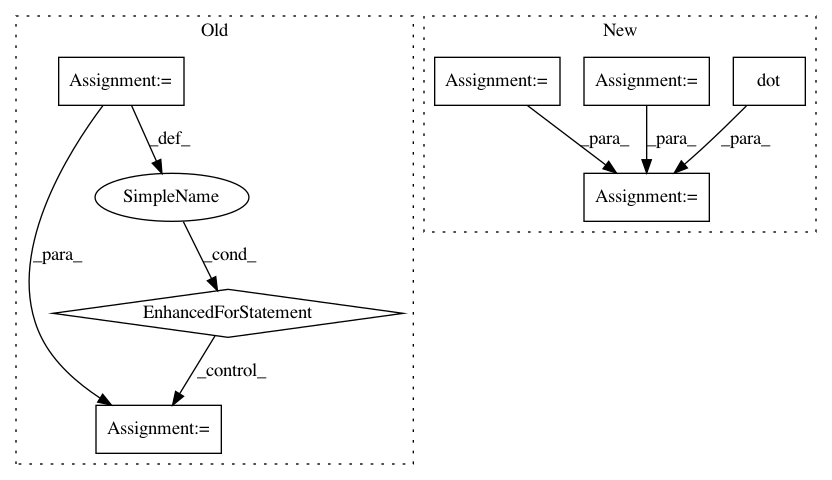 Old
New
Assignment:=
Assignment:=
Assignment:=
dot
_def_
_para_
_para_
_para_
SimpleName
Assignment:=
_para_
_cond_
EnhancedForStatement
_control_
Assignment:=